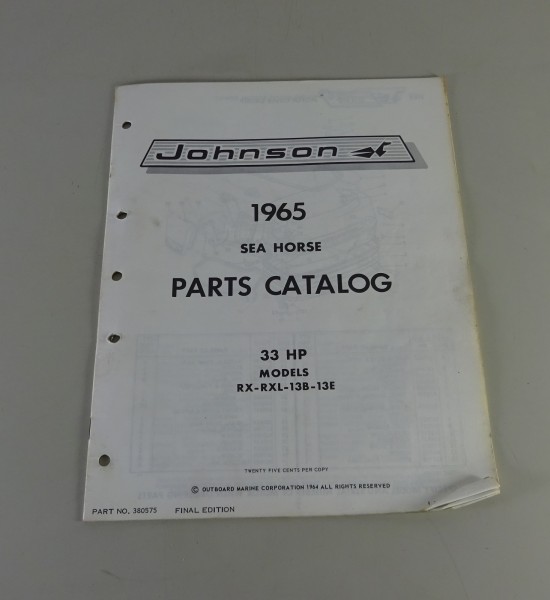 Johnson
1965
SEA HORSE
PARTS CATALOG
33 HP
MODELS
RX-RXL-13B-13E
TWENTY FIVE CENTS PER COPY
© OUTBOARD MARINE CORPORATION 1964 ALL RIGHTS RESERVED
PART NO. 380575 FINAL EDITION